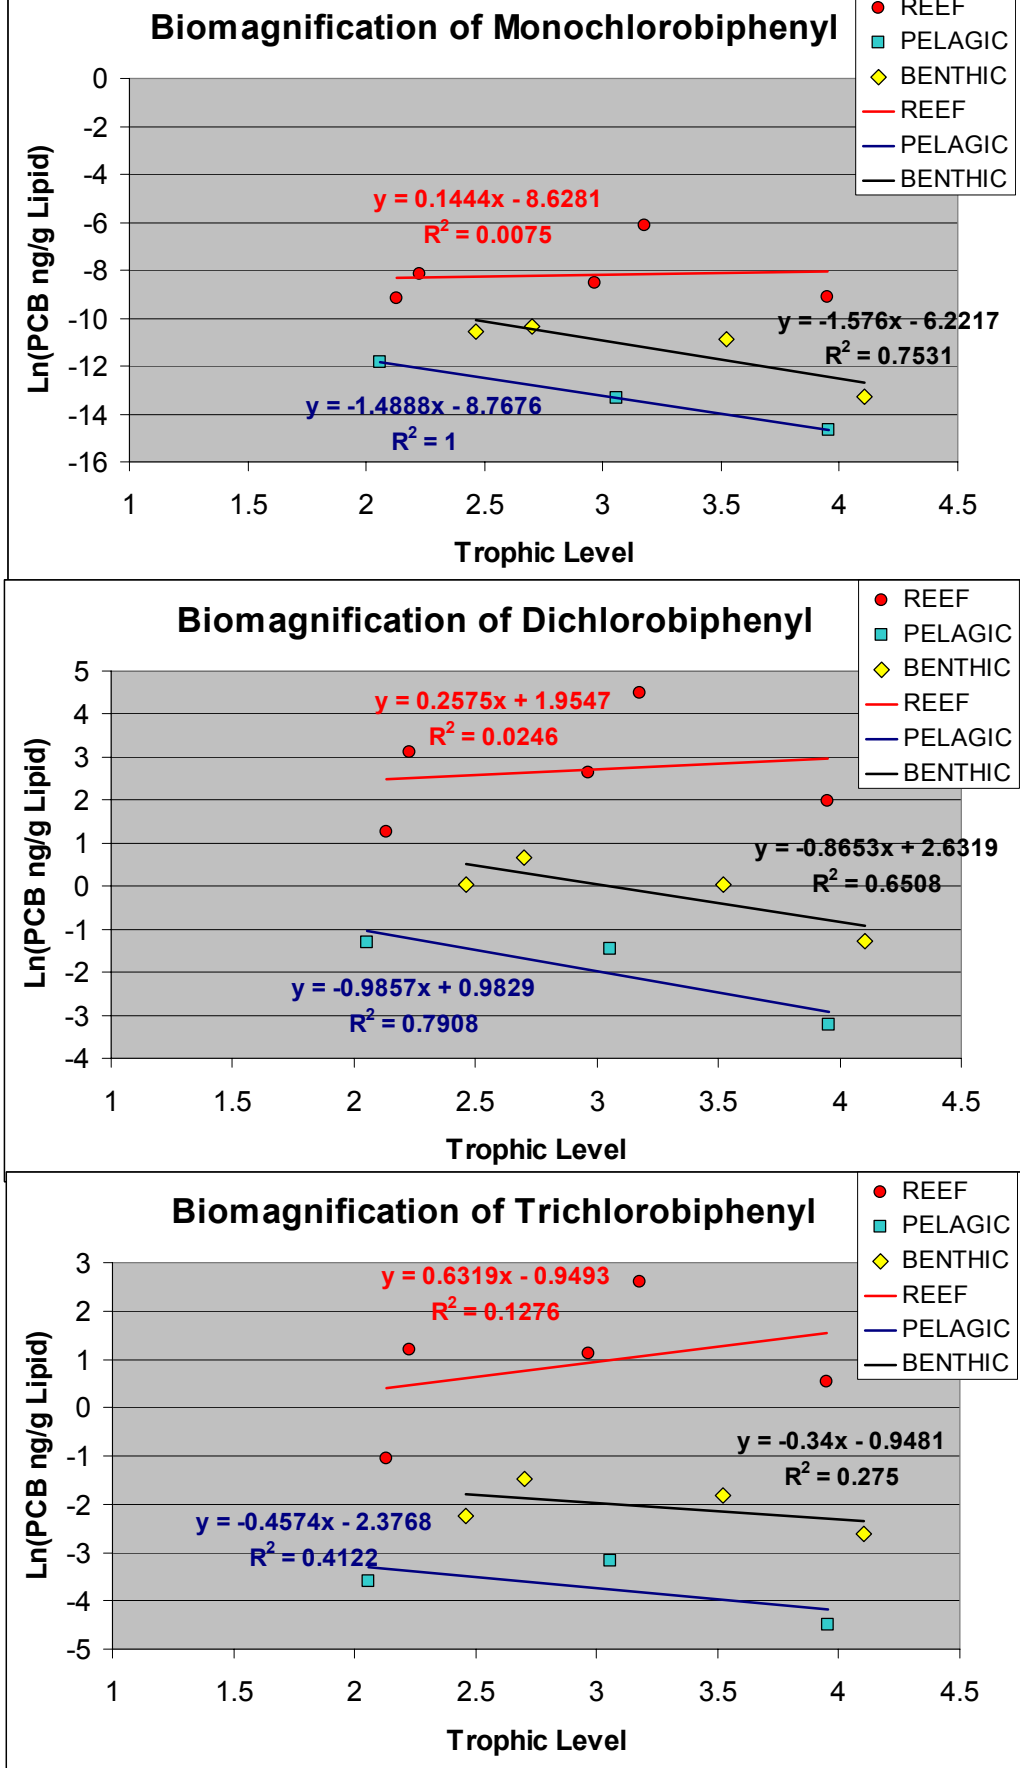 Biomagnification of Monochlorobiphenyl
REEF
PELAGIC
BENTHIC
REEF
PELAGIC
BENTHIC
Ln(PCB ng/g Lipid)
0
-2
-4
-6
-8
-10
-12
-14
-16
y = 0.1444x - 8.6281
R² = 0.0075
y = -1.576x - 6.2217
R² = 0.7531
y = -1.4888x - 8.7676
R² = 1
1 1.5 2 2.5 3 3.5 4 4.5
Trophic Level
Biomagnification of Dichlorobiphenyl
REEF
PELAGIC
BENTHIC
REEF
PELAGIC
BENTHIC
Ln(PCB ng/g Lipid)
5
4
3
2
1
0
-1
-2
-3
-4
y = 0.2575x + 1.9547
R² = 0.0246
y = -0.8653x + 2.6319
R² = 0.6508
y = -0.9857x + 0.9829
R² = 0.7908
1 1.5 2 2.5 3 3.5 4 4.5
Trophic Level
Biomagnification of Trichlorobiphenyl
REEF
PELAGIC
BENTHIC
REEF
PELAGIC
BENTHIC
Ln(PCB ng/g Lipid)
3
2
1
0
-1
-2
-3
-4
-5
y = 0.6319x - 0.9493
R² = 0.1276
y = -0.34x - 0.9481
R² = 0.275
y = -0.4574x - 2.3768
R² = 0.4122
1 1.5 2 2.5 3 3.5 4 4.5
Trophic Level